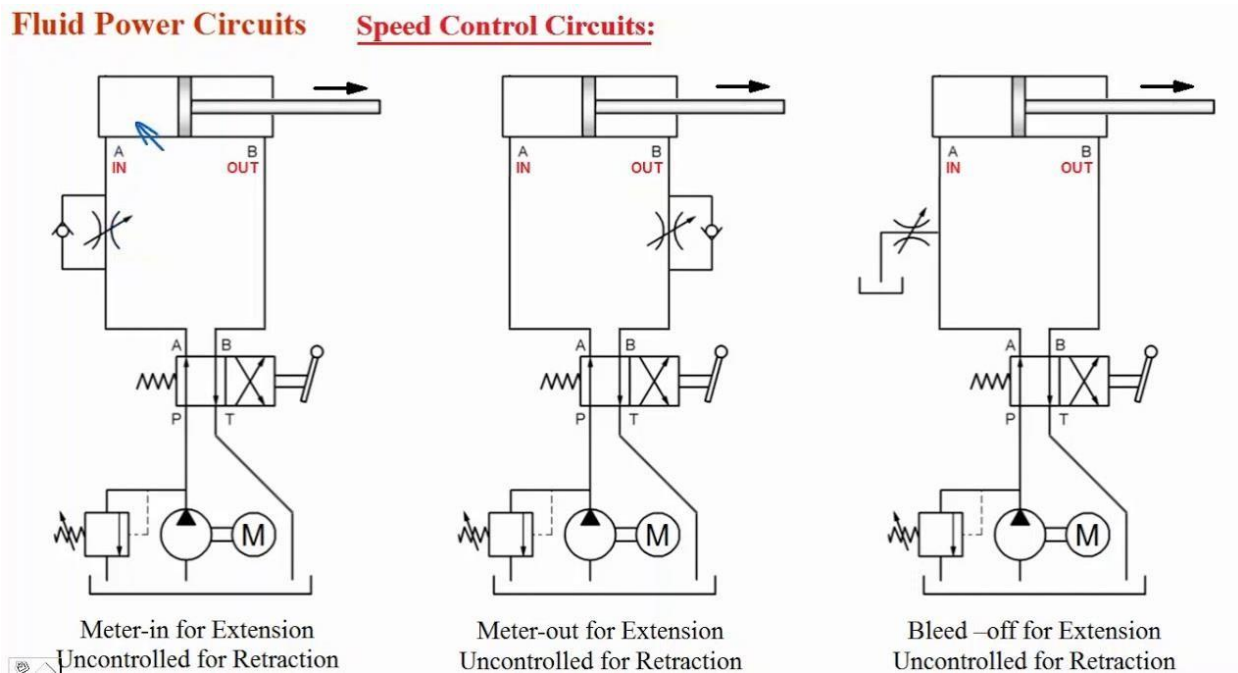 Fluid Power Circuits
Speed Control Circuits:
A
IN
B
OUT
A
B
P
T
M
Meter-in for Extension
Uncontrolled for Retraction
A
IN
B
OUT
A
B
P
T
M
Meter-out for Extension
Uncontrolled for Retraction
A
IN
B
OUT
A
B
P
T
M
Bleed –off for Extension
Uncontrolled for Retraction